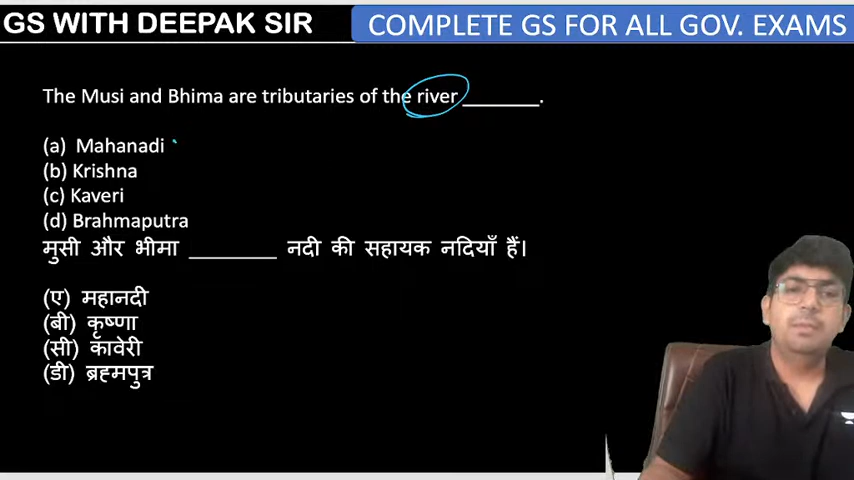 GS WITH DEEPAK SIR
COMPLETE GS FOR ALL GOV. EXAMS
The Musi and Bhima are tributaries of the river ________.
(a) Mahanadi
(b) Krishna
(c) Kaveri
(d) Brahmaputra
मुसी और भीमा _________ नदी की सहायक नदियाँ हैं।
(ए) महानदी
(बी) कृष्णा
(सी) कावेरी
(डी) ब्रह्मपुत्र